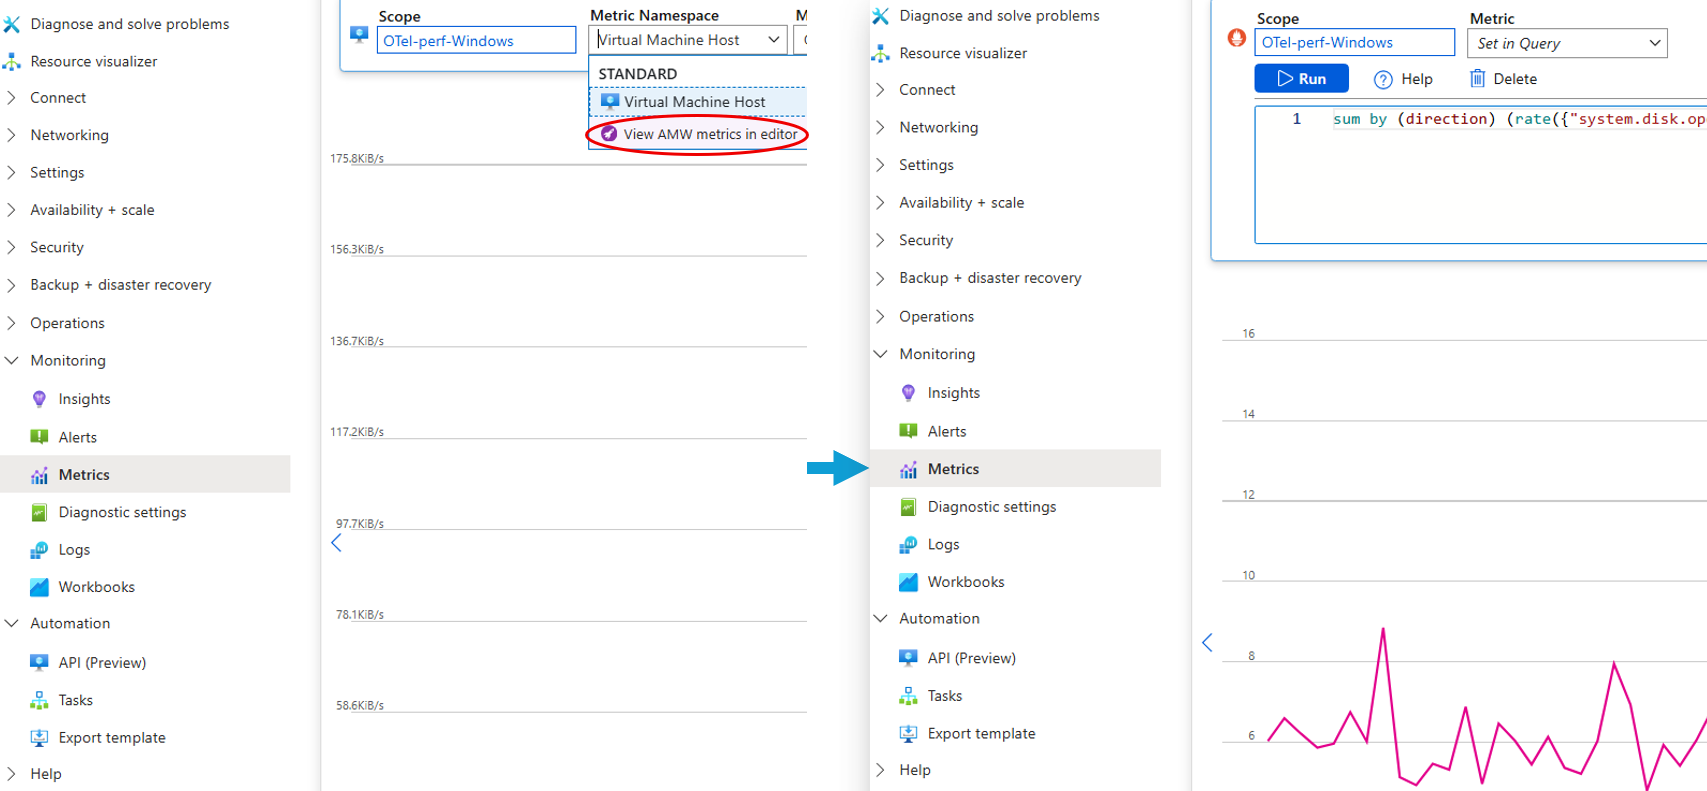 Diagnose and solve problems
Resource visualizer
Connect
Networking
Settings
Availability + scale
Security
Backup + disaster recovery
Operations
Monitoring
Insights
Alerts
Metrics
Diagnostic settings
Logs
Workbooks
Automation
API (Preview)
Tasks
Export template
Help
Scope
OTel-perf-Windows
Metric Namespace
Virtual Machine Host
M
STANDARD
Virtual Machine Host
View AMW metrics in editor
175.8KiB/s
156.3KiB/s
136.7KiB/s
117.2KiB/s
97.7KiB/s
78.1KiB/s
58.6KiB/s
Diagnose and solve problems
Resource visualizer
Connect
Networking
Settings
Availability + scale
Security
Backup + disaster recovery
Operations
Monitoring
Insights
Alerts
Metrics
Diagnostic settings
Logs
Workbooks
Automation
API (Preview)
Tasks
Export template
Help
Scope
OTel-perf-Windows
Metric
Set in Query
Run
Help
Delete
1 sum by (direction) (rate({"system.disk.op
16
14
12
10
8
6